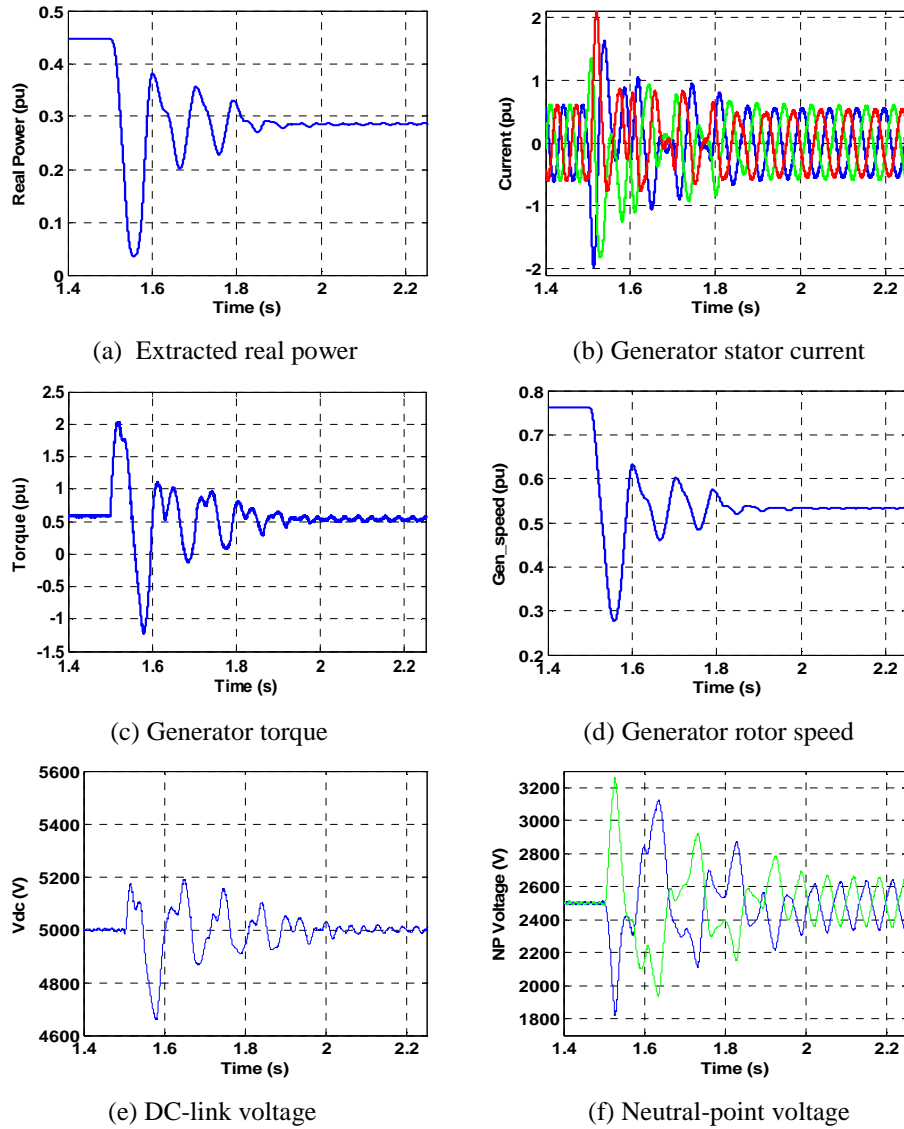 0.5
0.4
0.3
0.2
0.1
0
Real Power (pu)
1.4 1.6 1.8 2 2.2
Time (s)
(a) Extracted real power
2
1
0
-1
-2
Current (pu)
1.4 1.6 1.8 2 2.2
Time (s)
(b) Generator stator current
2.5
2
1.5
1
0.5
0
-0.5
-1
-1.5
Torque (pu)
1.4 1.6 1.8 2 2.2
Time (s)
(c) Generator torque
0.8
0.7
0.6
0.5
0.4
0.3
0.2
Gen_speed (pu)
1.4 1.6 1.8 2 2.2
Time (s)
(d) Generator rotor speed
5600
5400
5200
5000
4800
4600
Vdc (V)
1.4 1.6 1.8 2 2.2
Time (s)
(e) DC-link voltage
3200
3000
2800
2600
2400
2200
2000
1800
NP Voltage (V)
1.4 1.6 1.8 2 2.2
Time (s)
(f) Neutral-point voltage